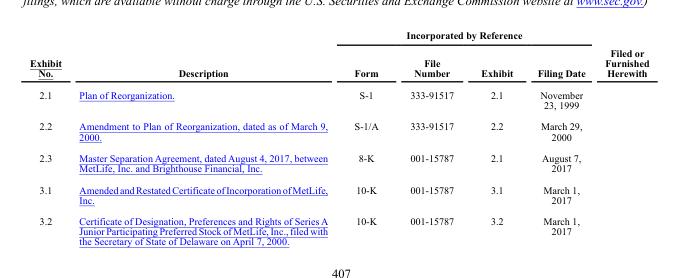 filings, which are available without charge through the U.S. Securities and Exchange Commission website at www.sec.gov.)
Incorporated by Reference
Exhibit No. Description Form File Number Exhibit Filing Date Filed or Furnished Herewith
2.1 Plan of Reorganization. S-1 333-91517 2.1 November
23, 1999
2.2 Amendment to Plan of Reorganization, dated as of March 9, S-1/A 333-91517 2.2 March 29,
2000. 2000
2.3 Master Separation Agreement, dated August 4, 2017, between 8-K 001-15787 2.1 August 7,
MetLife, Inc. and Brighthouse Financial, Inc. 2017
3.1 Amended and Restated Certificate of Incorporation of MetLife, 10-K 001-15787 3.1 March 1,
Inc. 2017
3.2 Certificate of Designation, Preferences and Rights of Series A 10-K 001-15787 3.2 March 1,
Junior Participating Preferred Stock of MetLife, Inc., filed with 2017
the Secretary of State of Delaware on April 7, 2000.
407